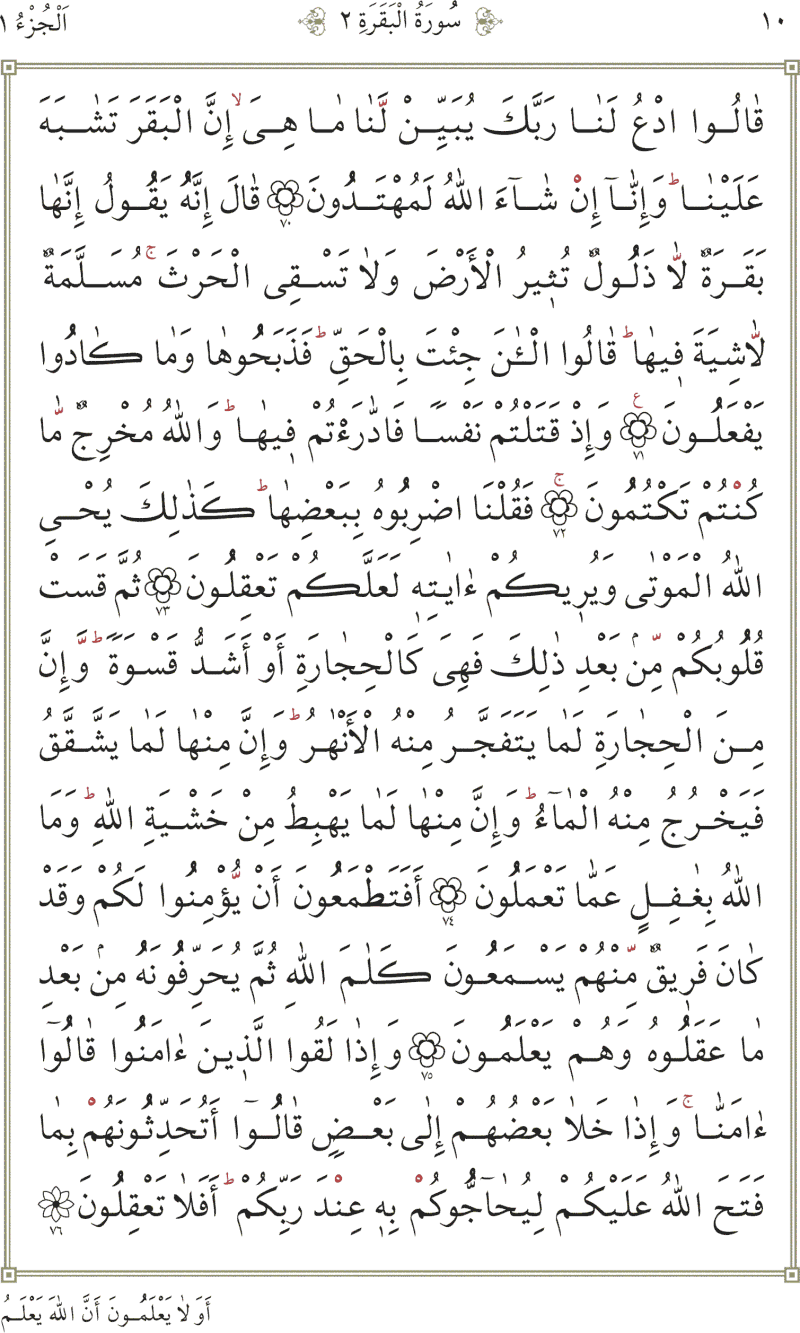 ١٠ سُورَةُ الْبَقَرَةِ ٢ اَلْجُزْءُ ١
قٰالُوا ادْعُ لَنٰا رَبَّكَ يُبَيِّنْ لَّنٰا مٰا هِىَ ۙ إِنَّ الْبَقَرَ تَشٰبَهَ
عَلَيْنٰا ۖ وَإِنّٰآ إِنْ شٰآءَ اللّٰهُ لَمُهْتَدُونَ ٧٠ قٰالَ إِنَّهُ يَقُولُ إِنَّهٰا
بَقَرَةٌ لّٰا ذَلُولٌ تُثِيرُ الْأَرْضَ وَلٰا تَسْقِى الْحَرْثَ ۚ مُسَلَّمَةٌ
لّٰاشِيَةَ فِيهٰا ؕ قٰالُوا الْـٰٔنَ جِئْتَ بِالْحَقِّ ؕ فَذَبَحُوهٰا وَمٰا كٰادُوا
يَفْعَلُونَ ٧١ ع وَإِذْ قَتَلْتُمْ نَفْسًا فَادّٰرَءْتُمْ فِيهٰا ؕ وَاللّٰهُ مُخْرِجٌ مّٰا
كُنْتُمْ تَكْتُمُونَ ٧٢ ۚ فَقُلْنَا اضْرِبُوهُ بِبَعْضِهٰا ؕ كَذٰلِكَ يُحْىِ
اللّٰهُ الْمَوْتٰى وَيُرِيكُمْ ءٰايٰتِهِ لَعَلَّكُمْ تَعْقِلُونَ ٧٣ ثُمَّ قَسَتْ
قُلُوبُكُمْ مِّنۢ بَعْدِ ذٰلِكَ فَهِىَ كَالْحِجٰارَةِ أَوْ أَشَدُّ قَسْوَةً ؕ وَّإِنَّ
مِنَ الْحِجٰارَةِ لَمٰا يَتَفَجَّرُ مِنْهُ الْأَنْهٰرُ ؕ وَإِنَّ مِنْهٰا لَمٰا يَشَّقَّقُ
فَيَخْرُجُ مِنْهُ الْمٰآءُ ؕ وَإِنَّ مِنْهٰا لَمٰا يَهْبِطُ مِنْ خَشْيَةِ اللّٰهِ ؕ وَمَا
اللّٰهُ بِغٰفِلٍ عَمّٰا تَعْمَلُونَ ٧٤ أَفَتَطْمَعُونَ أَنْ يُّؤْمِنُوا لَكُمْ وَقَدْ
كٰانَ فَرِيقٌ مِّنْهُمْ يَسْمَعُونَ كَلٰمَ اللّٰهِ ثُمَّ يُحَرِّفُونَهُ مِنۢ بَعْدِ
مٰا عَقَلُوهُ وَهُمْ يَعْلَمُونَ ٧٥ وَإِذٰا لَقُوا الَّذِينَ ءٰامَنُوا قٰالُوٓا
ءٰامَنّٰا ۚ وَإِذٰا خَلٰا بَعْضُهُمْ إِلٰى بَعْضٍ قٰالُوٓا أَتُحَدِّثُونَهُمْ بِمٰا
فَتَحَ اللّٰهُ عَلَيْكُمْ لِيُحٰآجُّوكُمْ بِهِ عِنْدَ رَبِّكُمْ ؕ أَفَلٰا تَعْقِلُونَ ٧٦
أَوَ لٰا يَعْلَمُونَ أَنَّ اللّٰهَ يَعْلَمُ